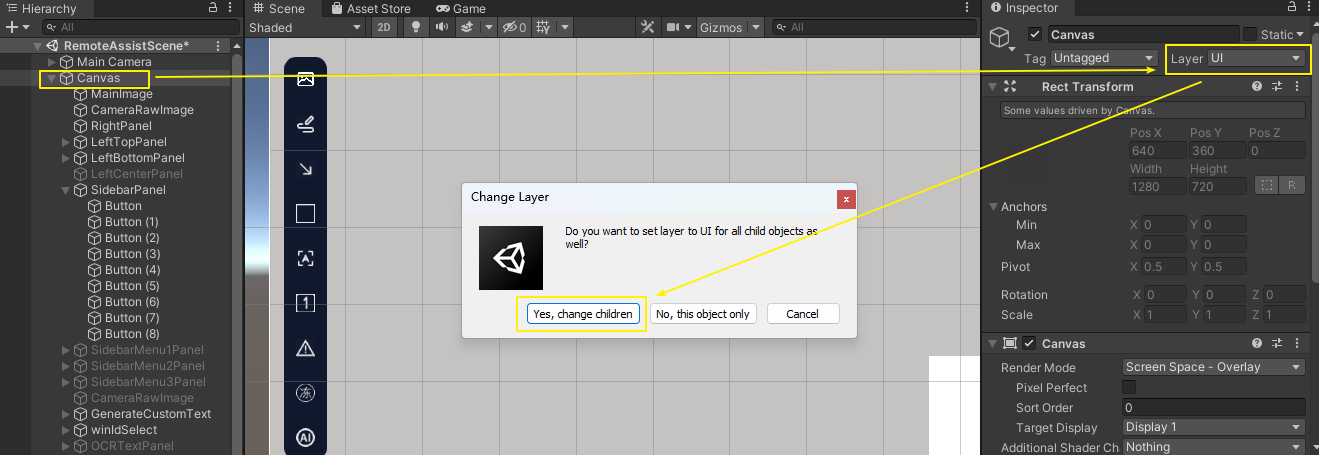 Hierarchy
Scene
Asset Store
Game
Inspector
All
Shaded
2D
0
Gizmos
All
Canvas
Static
Tag
Untagged
Layer
UI
RemoteAssistScene*
Main Camera
Canvas
MainImage
CameraRawImage
RightPanel
LeftTopPanel
LeftBottomPanel
LeftCenterPanel
SidebarPanel
Button
Button (1)
Button (2)
Button (3)
Button (4)
Button (5)
Button (6)
Button (7)
Button (8)
SidebarMenu1Panel
SidebarMenu2Panel
SidebarMenu3Panel
CameraRawImage
GenerateCustomText
winIdSelect
OCRTextPanel
A
1
冻
AI
Change Layer
x
Do you want to set layer to UI for all child objects as
well?
Yes, change children
No, this object only
Cancel
Rect Transform
Some values driven by Canvas.
Pos X
Pos Y
Pos Z
640
360
0
Width
Height
1280
720
R
Anchors
Min
X 0
Y 0
Max
X 0
Y 0
Pivot
X 0.5
Y 0.5
Rotation
X 0
Y 0
Z 0
Scale
X 1
Y 1
Z 1
Canvas
Render Mode
Screen Space - Overlay
Pixel Perfect
Sort Order
0
Target Display
Display 1
Additional Shader Ch
Nothing